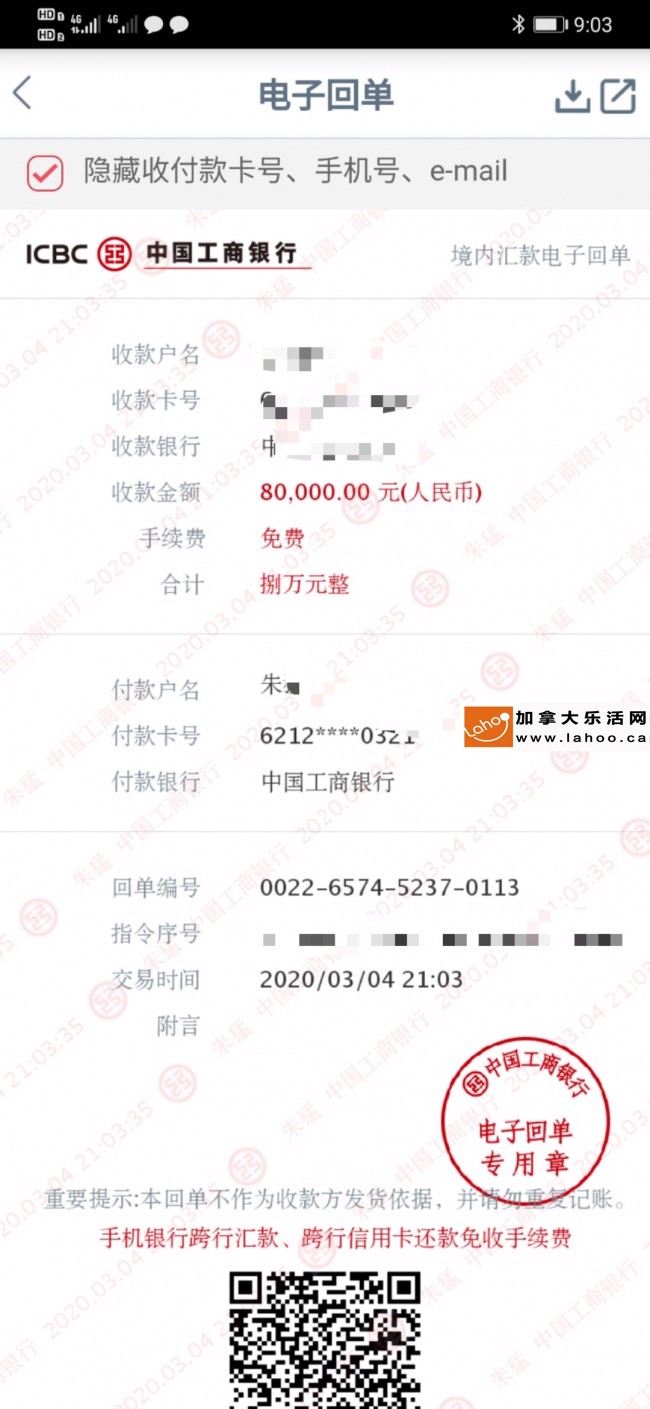 HD 1 4G 4G 9:03
HD 2
电子回单
隐藏收付款卡号、手机号、e-mail
ICBC 中国工商银行 境内汇款电子回单
收款户名
收款卡号
收款银行 中
收款金额 80,000.00 元(人民币)
手续费 免费
合计 捌万元整
付款户名 朱
付款卡号 6212****0321
付款银行 中国工商银行
Lahoo 加拿大乐活网
www.lahoo.ca
回单编号 0022-6574-5237-0113
指令序号
交易时间 2020/03/04 21:03
附言
中国工商银行
电子回单
专用章
重要提示:本回单不作为收款方发货依据，并请勿重复记账。
手机银行跨行汇款、跨行信用卡还款免收手续费
朱猛 中国工商银行 2020.03.04 21:03:35